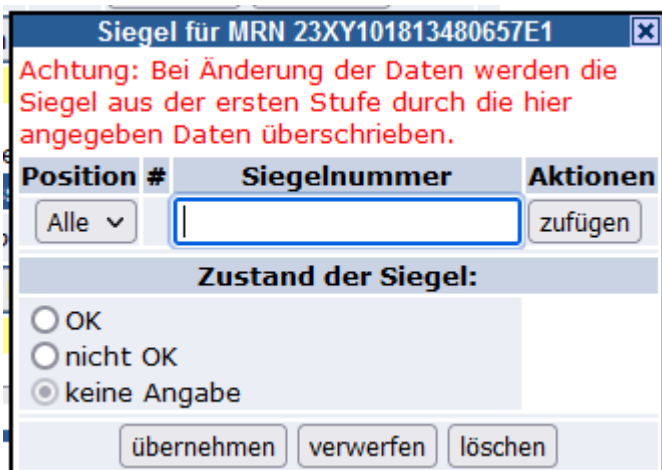 Siegel für MRN 23XY101813480657E1
Achtung: Bei Änderung der Daten werden die
Siegel aus der ersten Stufe durch die hier
angegeben Daten überschrieben.
Position # Siegelnummer Aktionen
Alle zufügen
Zustand der Siegel:
OK
nicht OK
keine Angabe
übernehmen verwerfen löschen